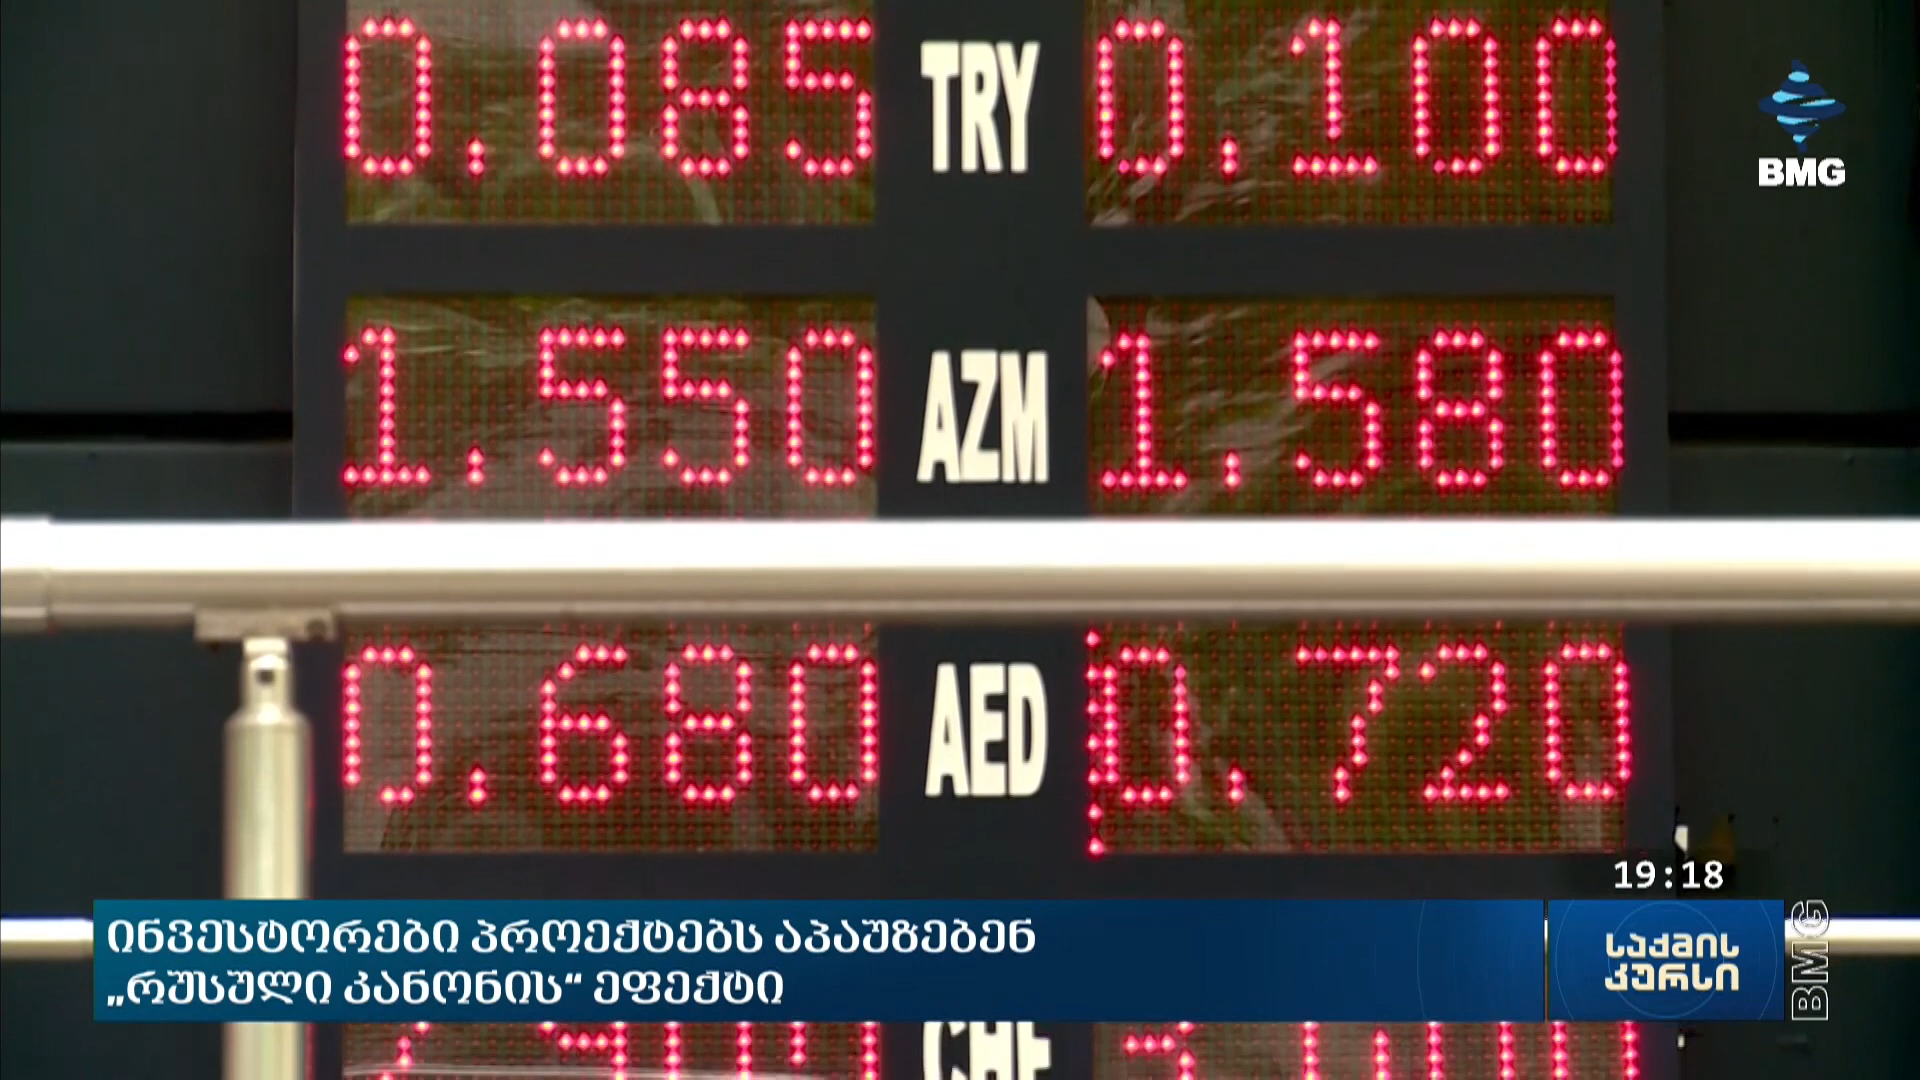 0.085 TRY 0.100
BMG
1.550 AZM 1.580
0.680 AED 0.720
19:18
ინვესტორები პროექტებს აპაუზებენ
„რუსული კანონის“ ეფექტი
საქმის
კურსი
BMG
CHF